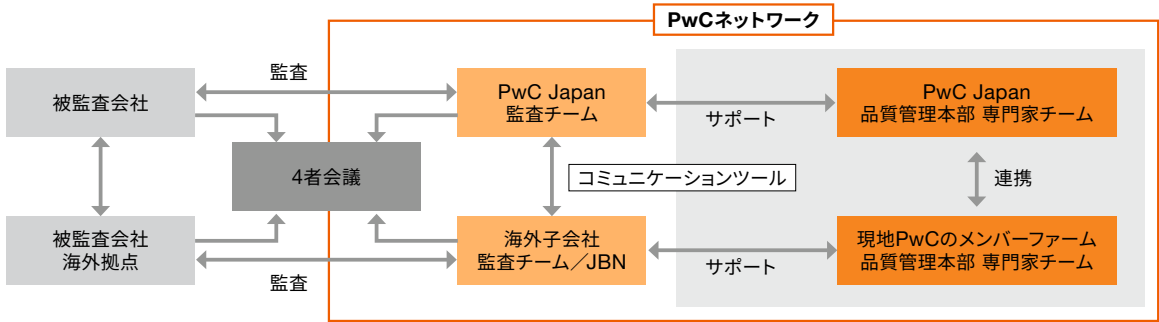 PwCネットワーク
監査
被監査会社
PwC Japan
監査チーム
サポート
PwC Japan
品質管理本部 専門家チーム
4者会議
コミュニケーションツール
連携
被監査会社
海外拠点
監査
海外子会社
監査チーム／JBN
サポート
現地PwCのメンバーファーム
品質管理本部 専門家チーム